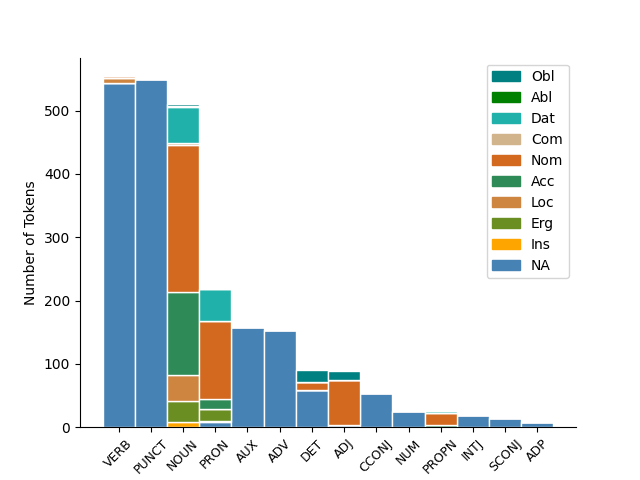 Number of Tokens
500
400
300
200
100
0
VERB
PUNCT
NOUN
PRON
AUX
ADV
DET
ADJ
CCONJ
NUM
PROPN
INTJ
SCONJ
ADP
Obl
Abl
Dat
Com
Nom
Acc
Loc
Erg
Ins
NA